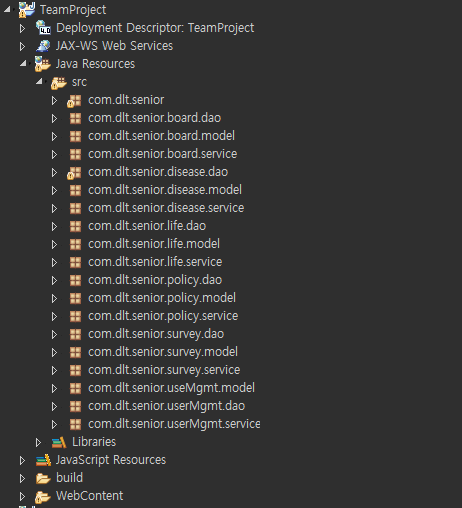 TeamProject
Deployment Descriptor: TeamProject
JAX-WS Web Services
Java Resources
src
com.dlt.senior
com.dlt.senior.board.dao
com.dlt.senior.board.model
com.dlt.senior.board.service
com.dlt.senior.disease.dao
com.dlt.senior.disease.model
com.dlt.senior.disease.service
com.dlt.senior.life.dao
com.dlt.senior.life.model
com.dlt.senior.life.service
com.dlt.senior.policy.dao
com.dlt.senior.policy.model
com.dlt.senior.policy.service
com.dlt.senior.survey.dao
com.dlt.senior.survey.model
com.dlt.senior.survey.service
com.dlt.senior.useMgmt.model
com.dlt.senior.userMgmt.dao
com.dlt.senior.userMgmt.service
Libraries
JavaScript Resources
build
WebContent